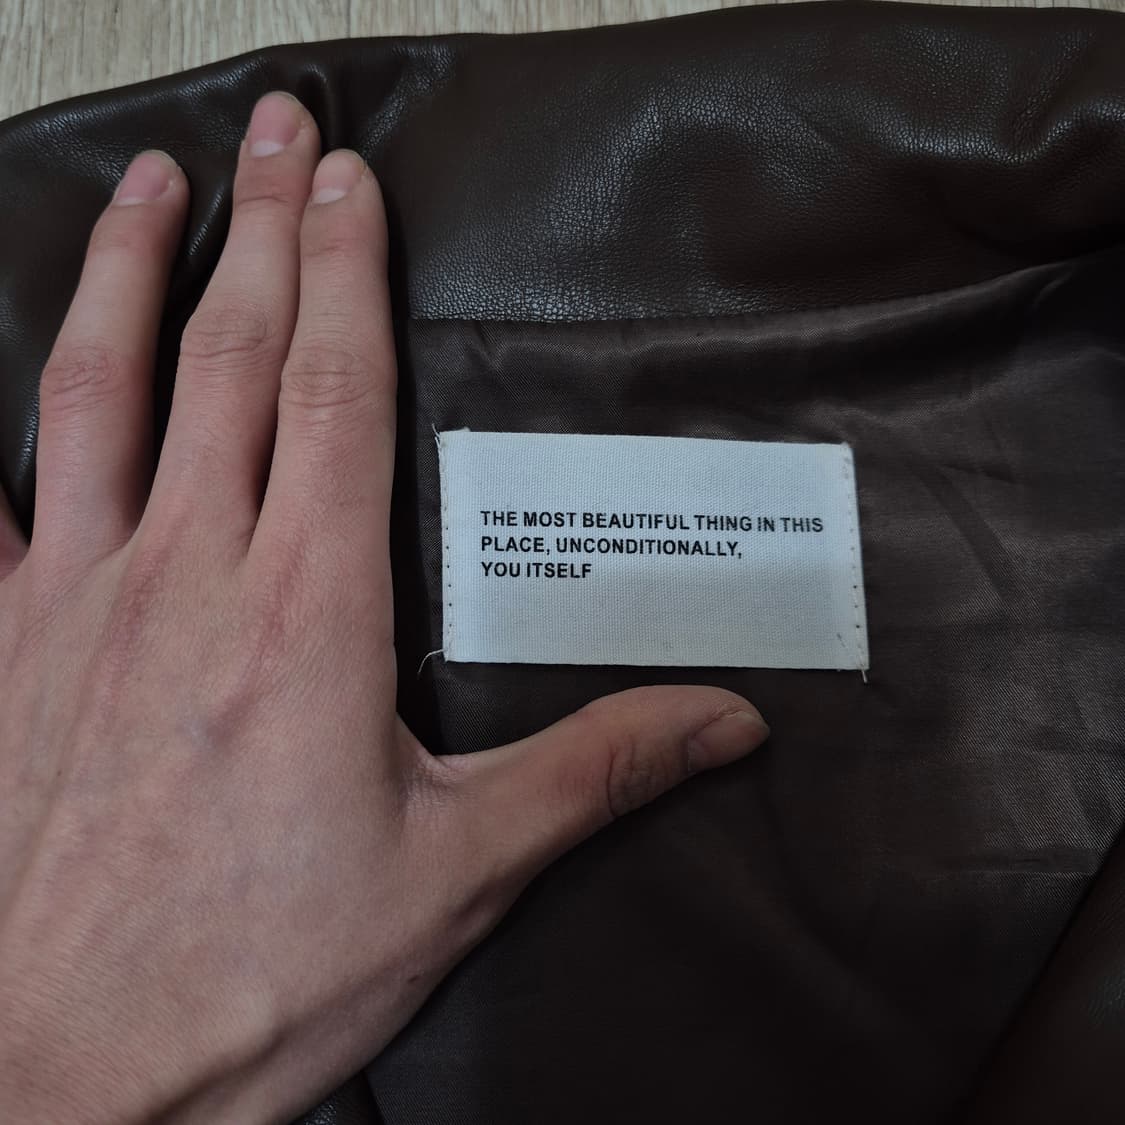 THE MOST BEAUTIFUL THING IN THIS
PLACE, UNCONDITIONALLY,
YOU ITSELF